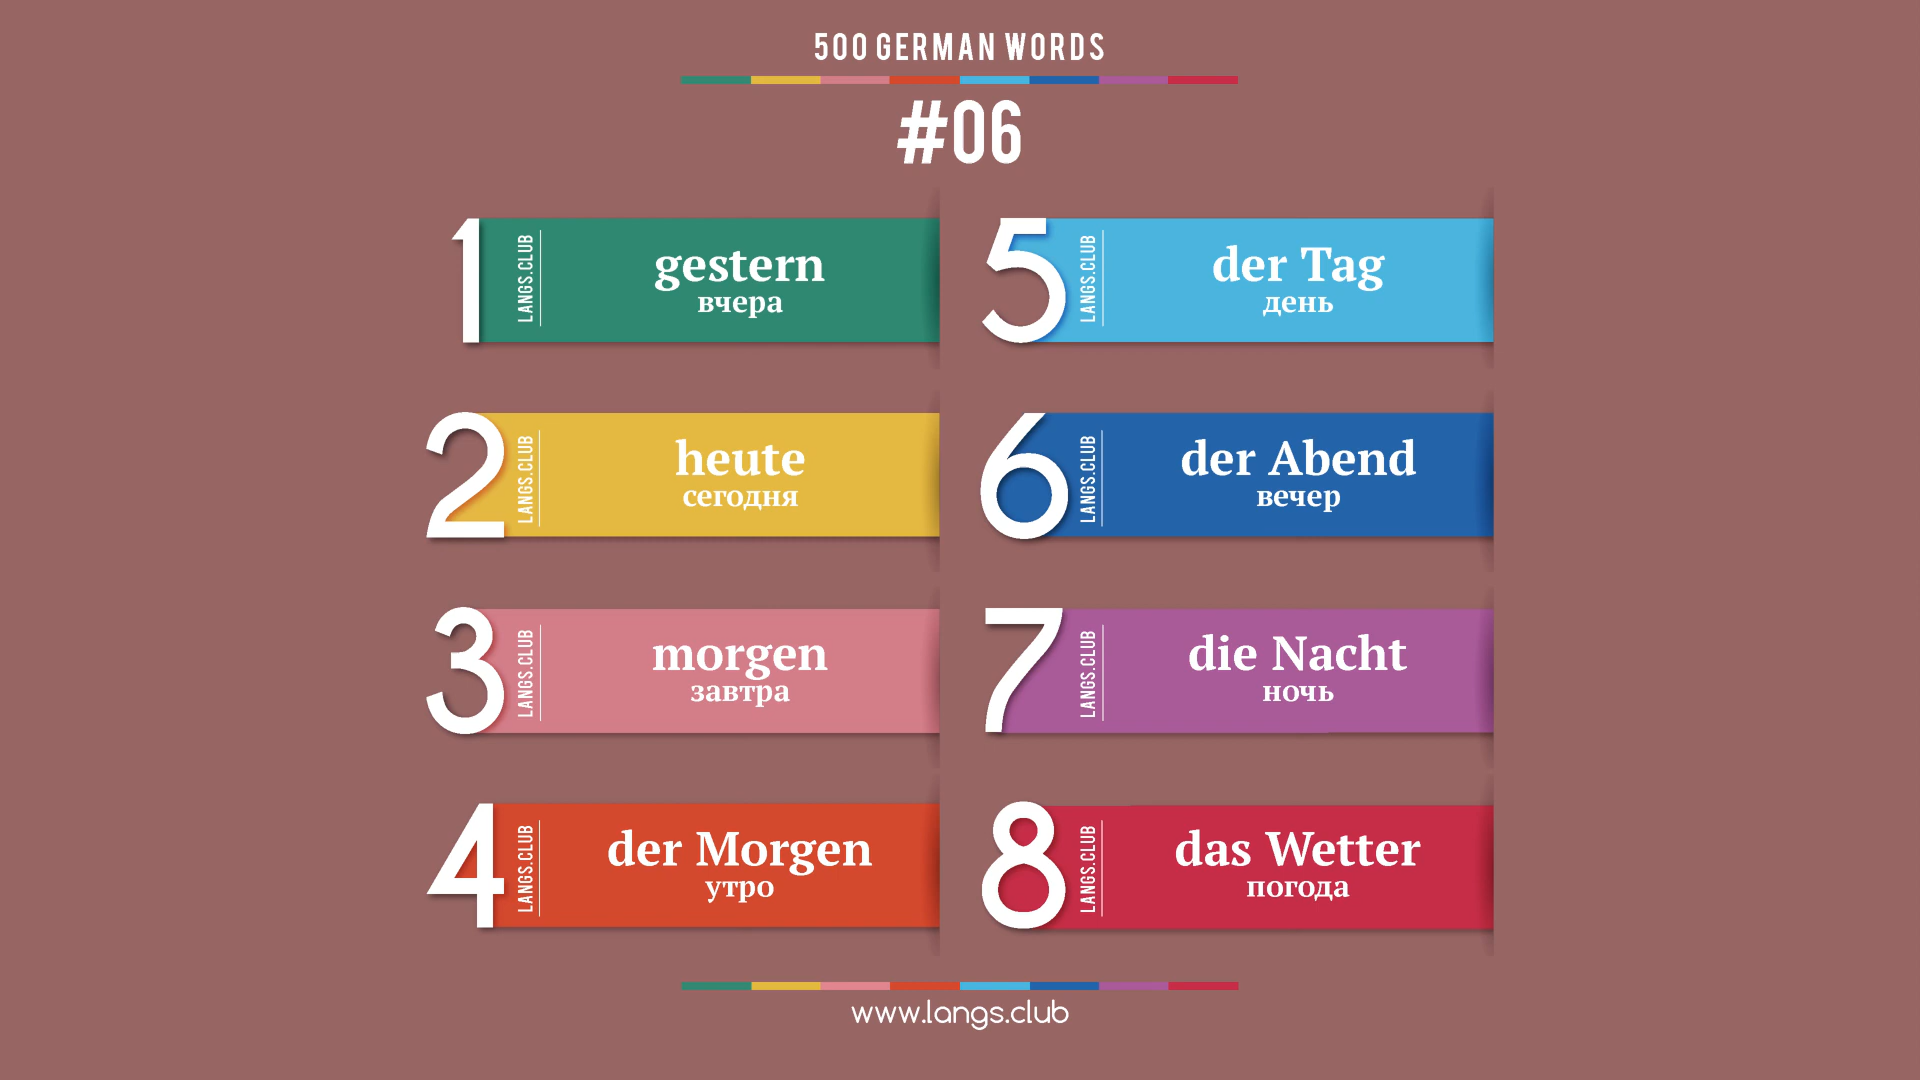 500 GERMAN WORDS
#06
1
LANGS.CLUB
gestern
вчера
2
LANGS.CLUB
heute
сегодня
3
LANGS.CLUB
morgen
завтра
4
LANGS.CLUB
der Morgen
утро
5
LANGS.CLUB
der Tag
день
6
LANGS.CLUB
der Abend
вечер
7
LANGS.CLUB
die Nacht
ночь
8
LANGS.CLUB
das Wetter
погода
www.langs.club